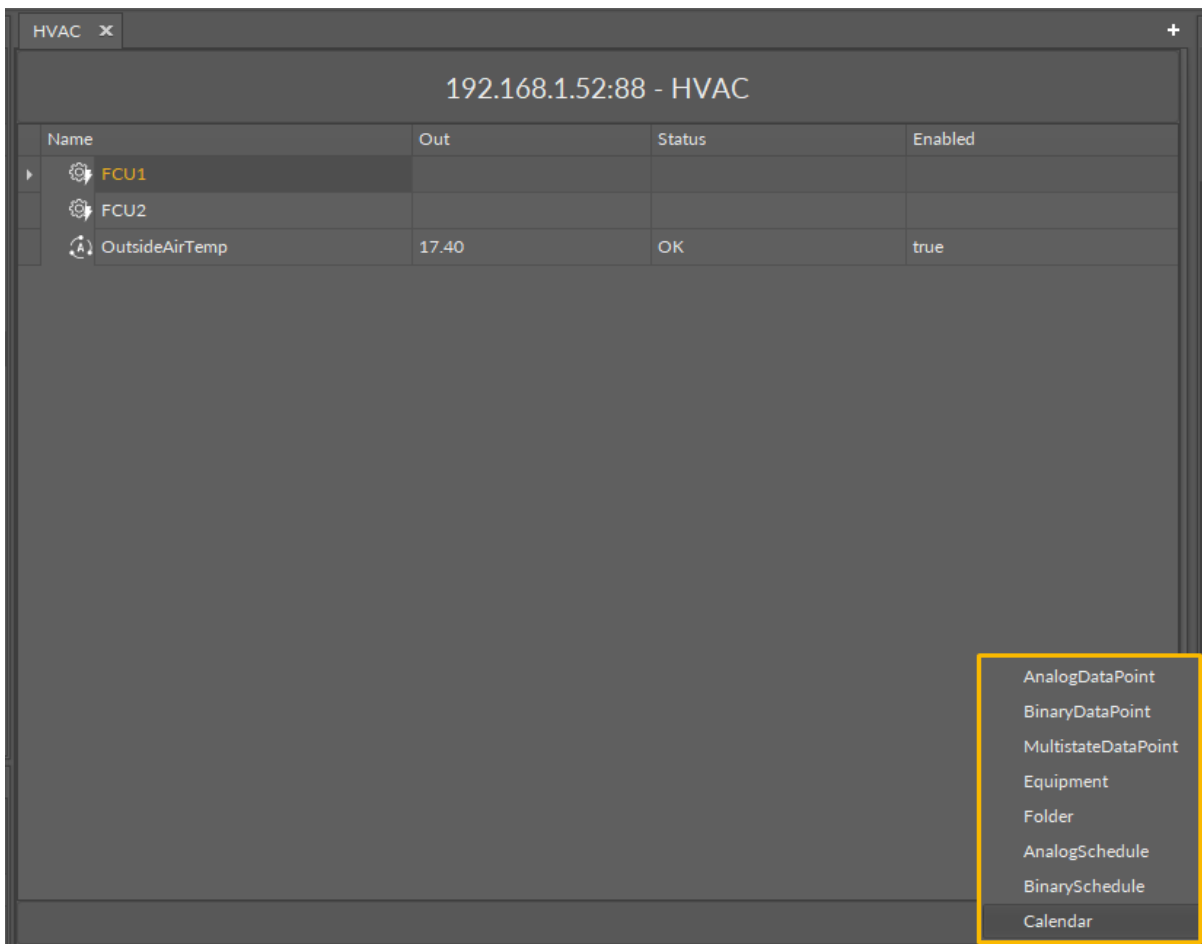 HVAC ×
+
192.168.1.52:88 - HVAC
Name Out Status Enabled
FCU1
FCU2
A OutsideAirTemp 17.40 OK true
AnalogDataPoint
BinaryDataPoint
MultistateDataPoint
Equipment
Folder
AnalogSchedule
BinarySchedule
Calendar